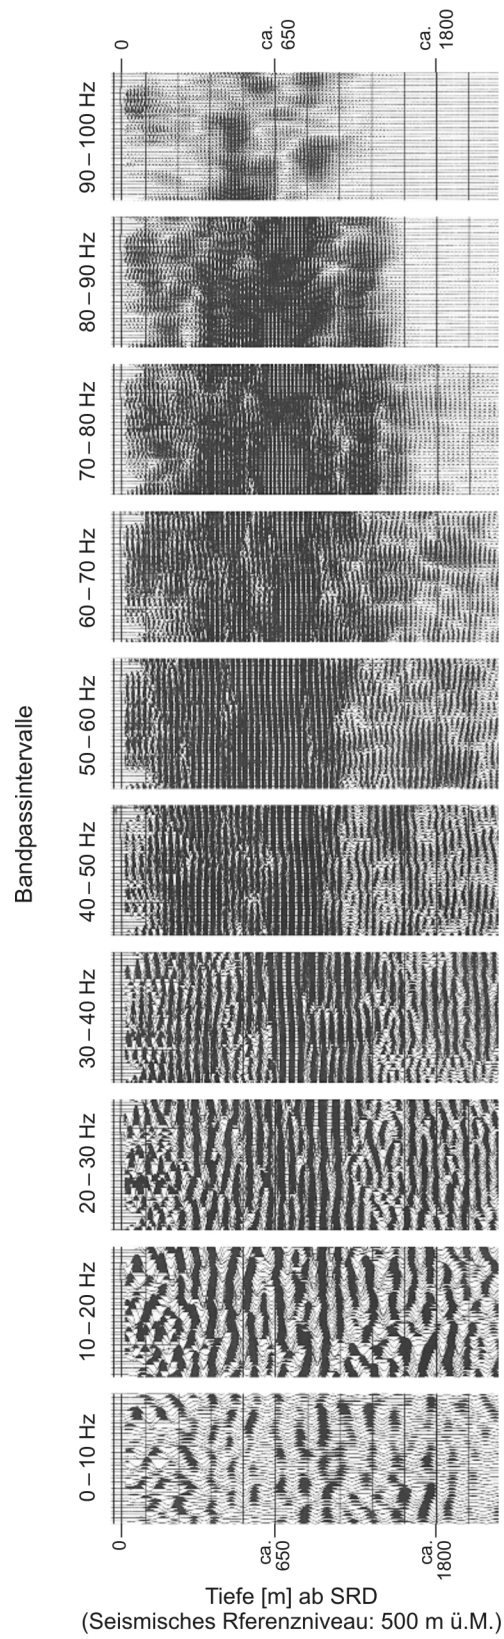 0
ca.
650
ca.
1800
90 – 100 Hz
80 – 90 Hz
70 – 80 Hz
60 – 70 Hz
50 – 60 Hz
40 – 50 Hz
30 – 40 Hz
20 – 30 Hz
10 – 20 Hz
0 – 10 Hz
Bandpassintervalle
0
ca.
650
ca.
1800
Tiefe [m] ab SRD
(Seismisches Rferenzniveau: 500 m ü.M.)